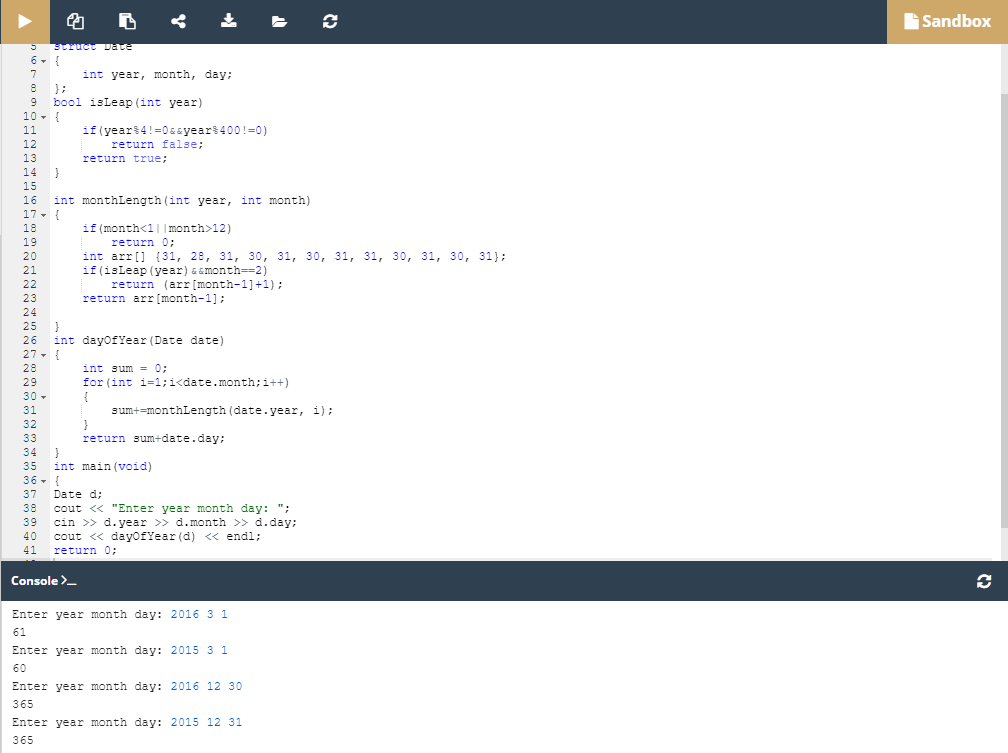 Sandbox
5 struct Date
6 {
7 int year, month, day;
8 };
9 bool isLeap(int year)
10 {
11 if(year%4!=0&&year%400!=0)
12 return false;
13 return true;
14 }
15
16 int monthLength(int year, int month)
17 {
18 if(month<1||month>12)
19 return 0;
20 int arr[] {31, 28, 31, 30, 31, 30, 31, 31, 30, 31, 30, 31};
21 if(isLeap(year)&&month==2)
22 return (arr[month-1]+1);
23 return arr[month-1];
24
25 }
26 int dayOfYear(Date date)
27 {
28 int sum = 0;
29 for(int i=1;i<date.month;i++)
30 {
31 sum+=monthLength(date.year, i);
32 }
33 return sum+date.day;
34 }
35 int main(void)
36 {
37 Date d;
38 cout << "Enter year month day: ";
39 cin >> d.year >> d.month >> d.day;
40 cout << dayOfYear(d) << endl;
41 return 0;
Console >_
Enter year month day: 2016 3 1
61
Enter year month day: 2015 3 1
60
Enter year month day: 2016 12 30
365
Enter year month day: 2015 12 31
365